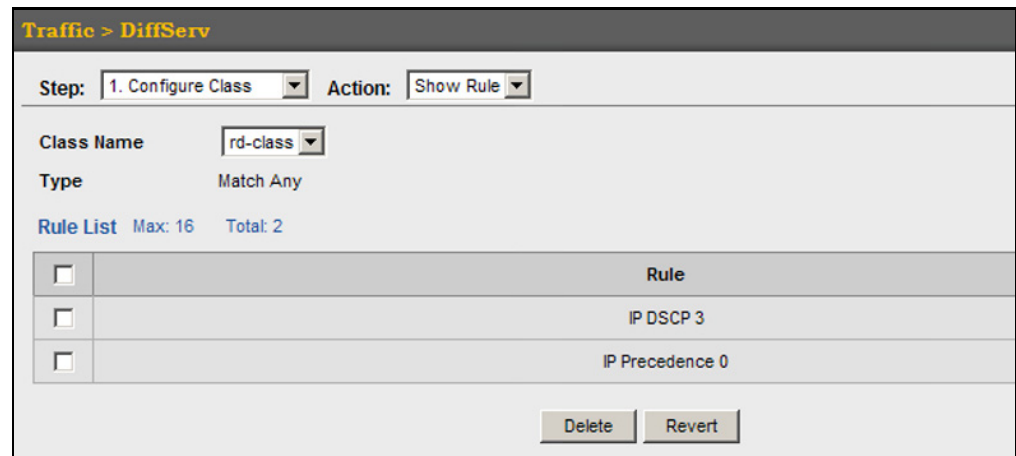 Traffic > DiffServ
Step: 1. Configure Class Action: Show Rule
Class Name rd-class
Type Match Any
Rule List Max: 16 Total: 2
Rule
IP DSCP 3
IP Precedence 0
Delete Revert